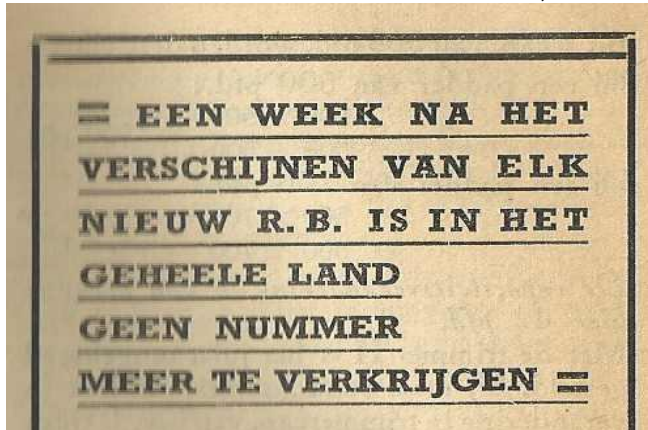 = EEN WEEK NA HET
VERSCHIJNEN VAN ELK
NIEUW R. B. IS IN HET
GEHEELE LAND
GEEN NUMMER
MEER TE VERKRIJGEN =